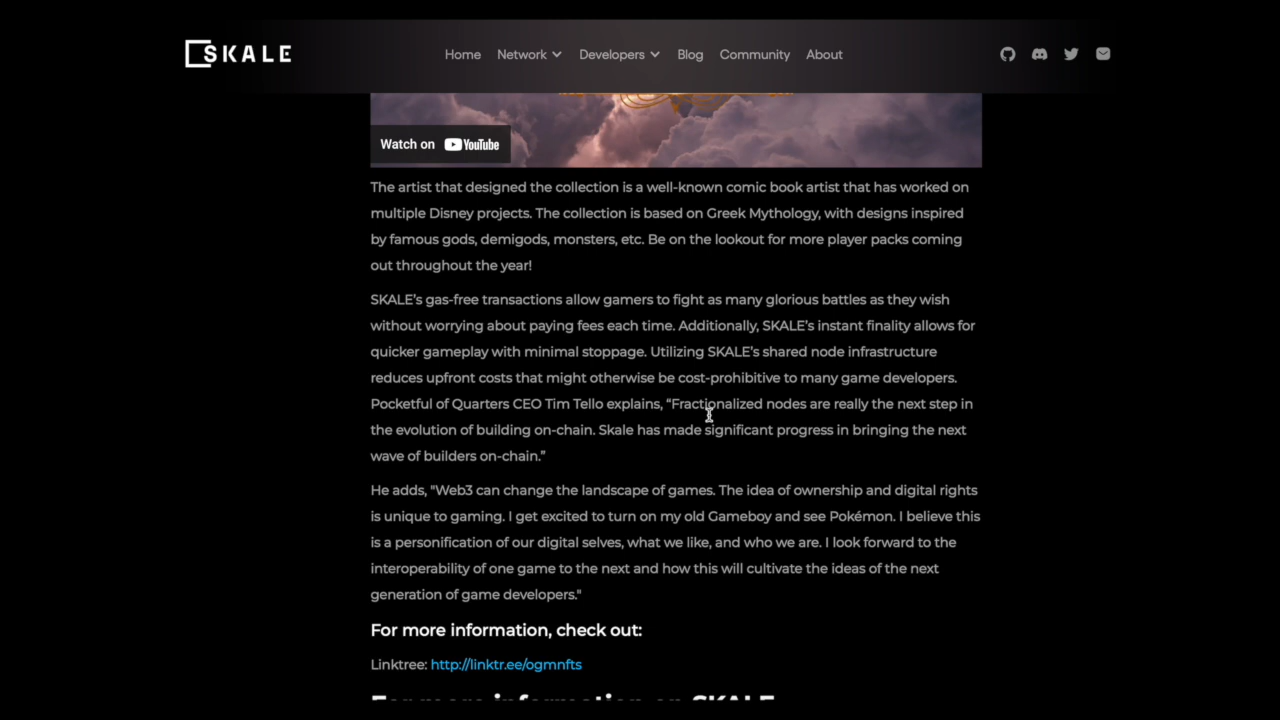 SKALE
Home Network Developers Blog Community About
Watch on YouTube
The artist that designed the collection is a well-known comic book artist that has worked on
multiple Disney projects. The collection is based on Greek Mythology, with designs inspired
by famous gods, demigods, monsters, etc. Be on the lookout for more player packs coming
out throughout the year!
SKALE’s gas-free transactions allow gamers to fight as many glorious battles as they wish
without worrying about paying fees each time. Additionally, SKALE’s instant finality allows for
quicker gameplay with minimal stoppage. Utilizing SKALE’s shared node infrastructure
reduces upfront costs that might otherwise be cost-prohibitive to many game developers.
Pocketful of Quarters CEO Tim Tello explains, “Fractionalized nodes are really the next step in
the evolution of building on-chain. Skale has made significant progress in bringing the next
wave of builders on-chain.”
He adds, "Web3 can change the landscape of games. The idea of ownership and digital rights
is unique to gaming. I get excited to turn on my old Gameboy and see Pokémon. I believe this
is a personification of our digital selves, what we like, and who we are. I look forward to the
interoperability of one game to the next and how this will cultivate the ideas of the next
generation of game developers."
For more information, check out:
Linktree: http://linktr.ee/ogmnfts
For more information on SKALE